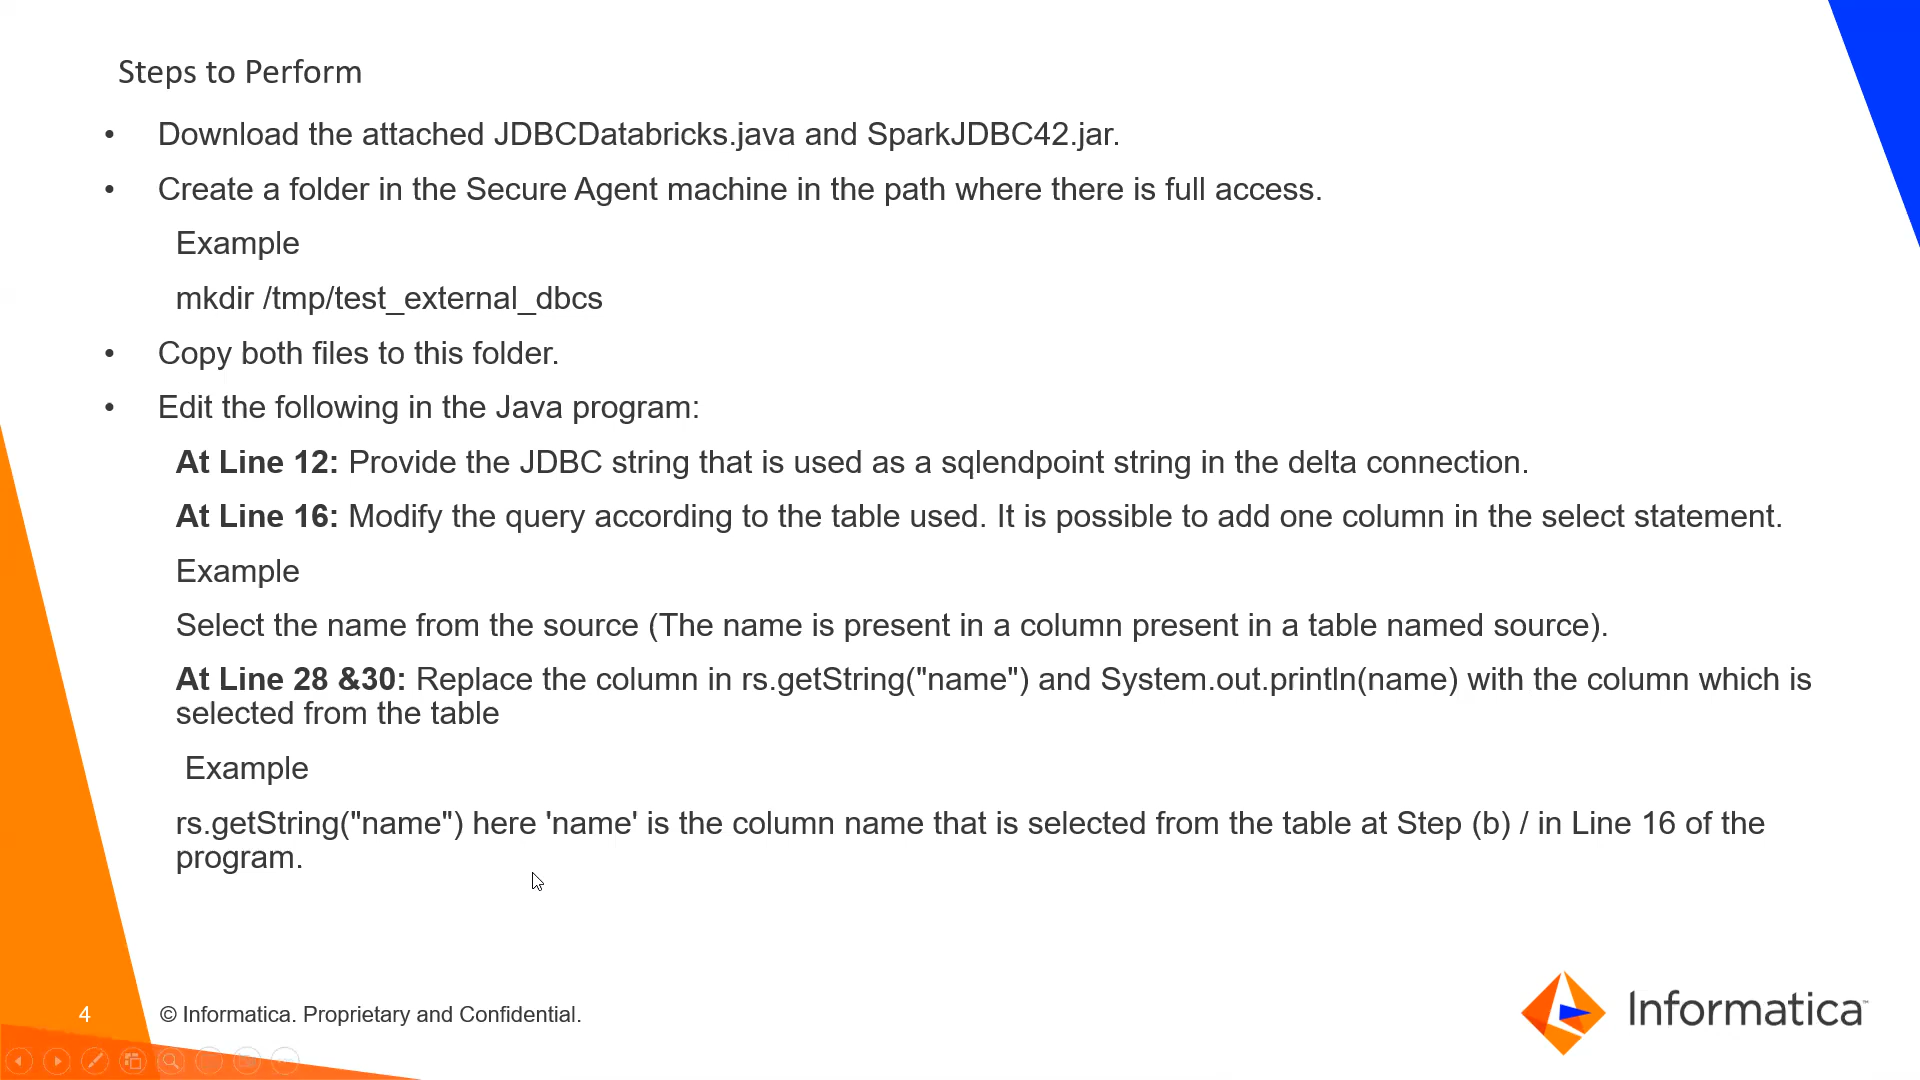 Steps to Perform
• Download the attached JDBCDatabricks.java and SparkJDBC42.jar.
• Create a folder in the Secure Agent machine in the path where there is full access.
Example
mkdir /tmp/test_external_dbcs
• Copy both files to this folder.
• Edit the following in the Java program:
At Line 12: Provide the JDBC string that is used as a sqlendpoint string in the delta connection.
At Line 16: Modify the query according to the table used. It is possible to add one column in the select statement.
Example
Select the name from the source (The name is present in a column present in a table named source).
At Line 28 &30: Replace the column in rs.getString("name") and System.out.println(name) with the column which is
selected from the table
Example
rs.getString("name") here 'name' is the column name that is selected from the table at Step (b) / in Line 16 of the
program.
4
© Informatica. Proprietary and Confidential.
Informatica™